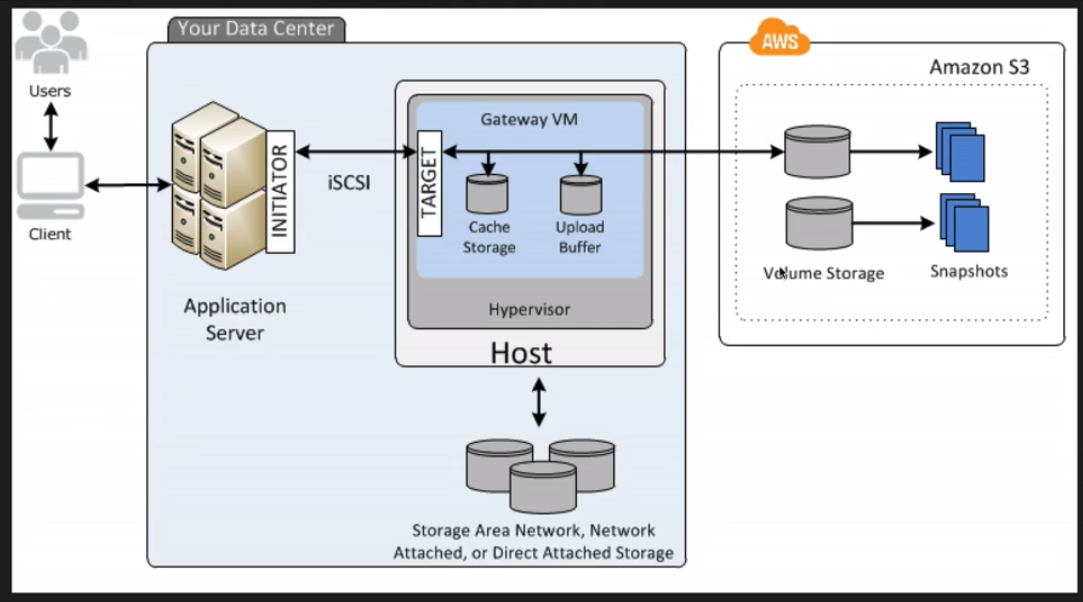 Your Data Center
AWS
Users
Amazon S3
Gateway VM
INITIATOR
TARGET
iSCSI
Client
Cache
Storage
Upload
Buffer
Volume Storage
Snapshots
Application
Server
Hypervisor
Host
Storage Area Network, Network
Attached, or Direct Attached Storage